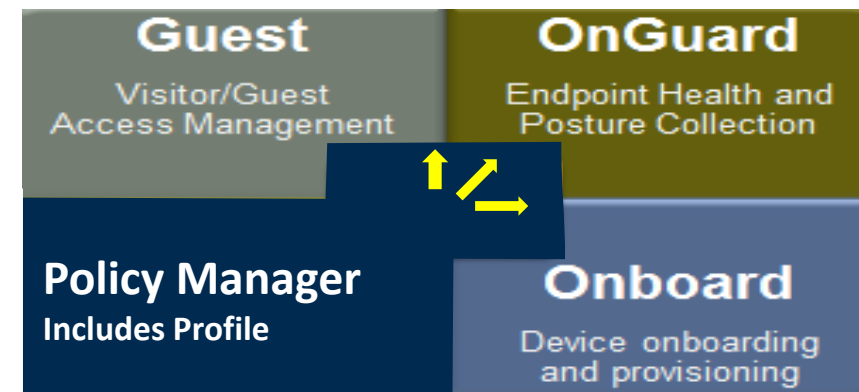 Guest
Visitor/Guest
Access Management
OnGuard
Endpoint Health and
Posture Collection
Policy Manager
Includes Profile
Onboard
Device onboarding
and provisioning